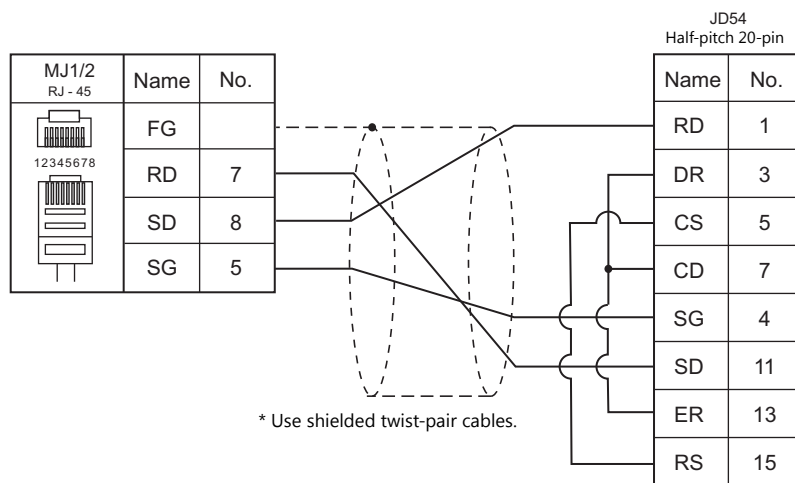 JD54
Half-pitch 20-pin
MJ1/2
RJ - 45
Name No.
12345678
FG
RD 7
SD 8
SG 5
Name No.
RD 1
DR 3
CS 5
CD 7
SG 4
SD 11
ER 13
RS 15
* Use shielded twist-pair cables.